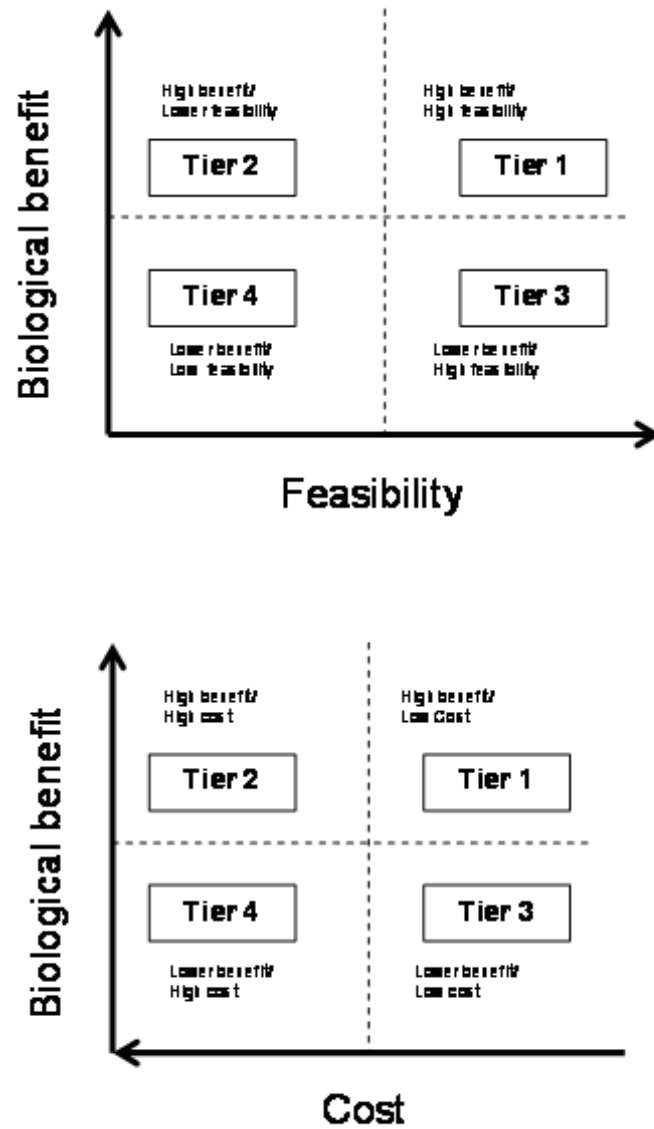 Biological benefit
High benefit/
Lower feasibility
High benefit/
High feasibility
Tier 2
Tier 1
Tier 4
Tier 3
Lower benefit/
Low feasibility
Lower benefit/
High feasibility
Feasibility
Biological benefit
High benefit/
High cost
High benefit/
Low Cost
Tier 2
Tier 1
Tier 4
Tier 3
Lower benefit/
High cost
Lower benefit/
Low cost
Cost